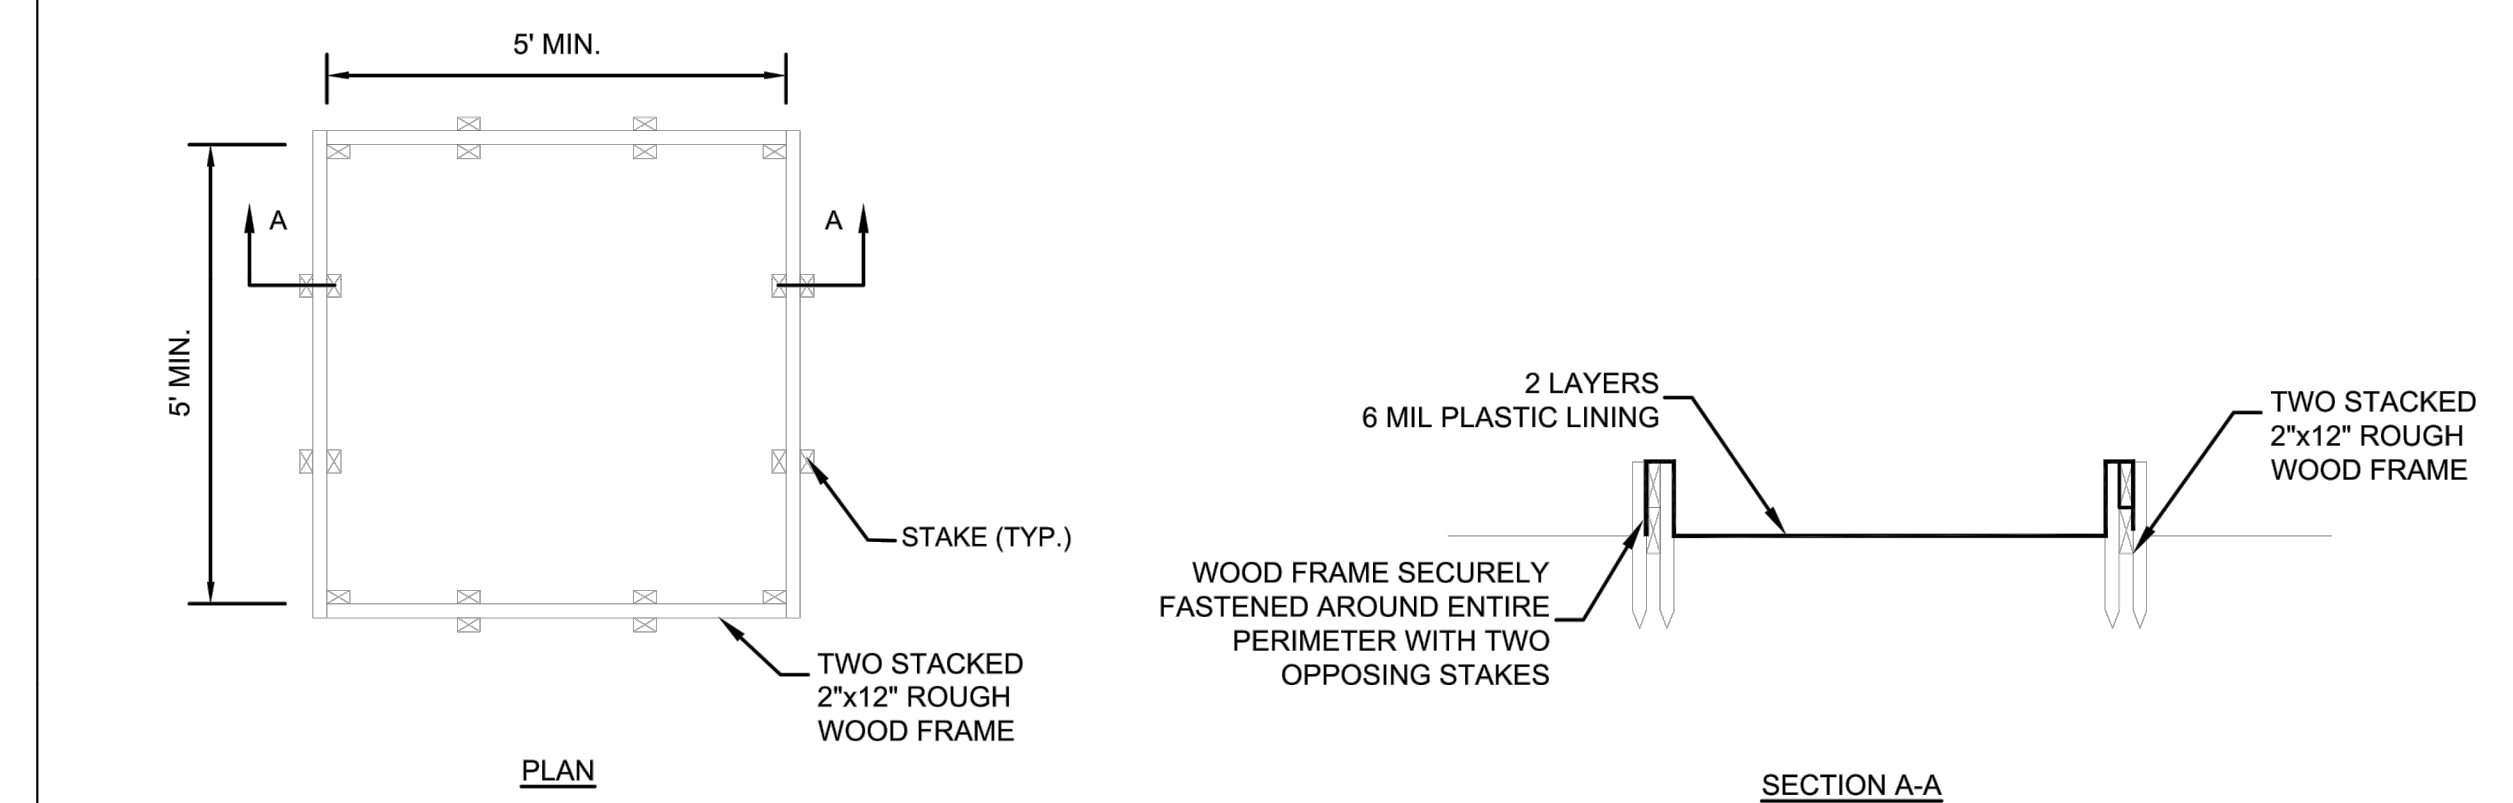 5' MIN.
A
A
5' MIN.
STAKE (TYP.)
TWO STACKED
2"x12" ROUGH
WOOD FRAME
PLAN
2 LAYERS
6 MIL PLASTIC LINING
TWO STACKED
2"x12" ROUGH
WOOD FRAME
WOOD FRAME SECURELY
FASTENED AROUND ENTIRE
PERIMETER WITH TWO
OPPOSING STAKES
SECTION A-A